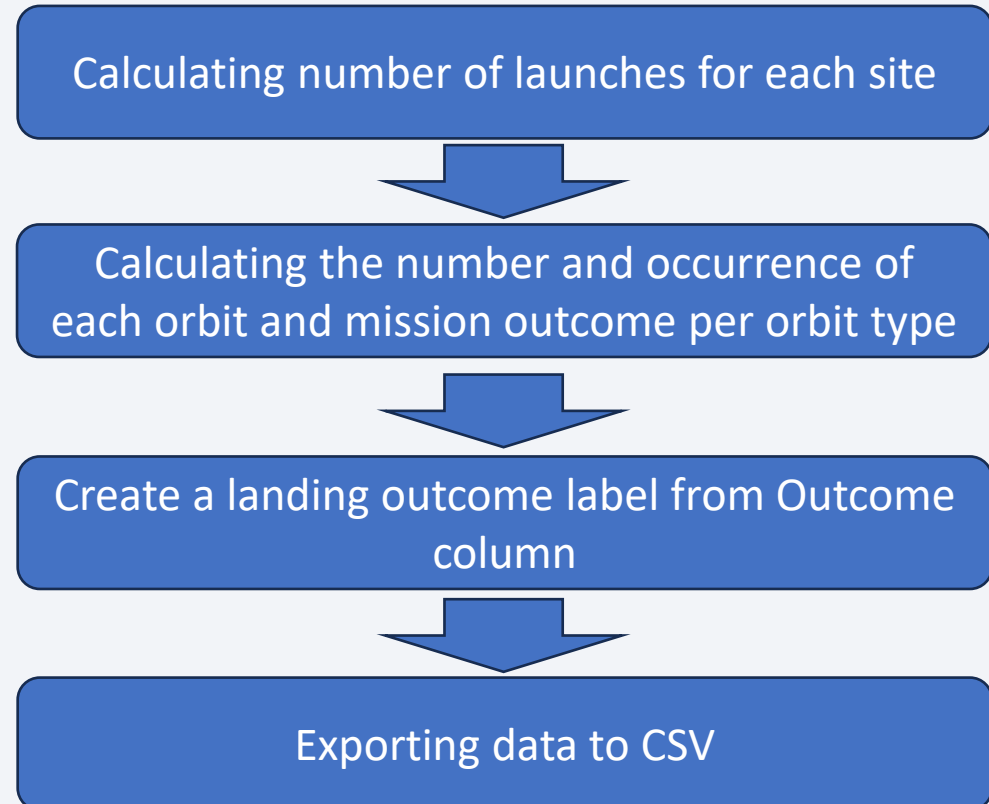 Calculating number of launches for each site
Calculating the number and occurrence of
each orbit and mission outcome per orbit type
Create a landing outcome label from Outcome
column
Exporting data to CSV